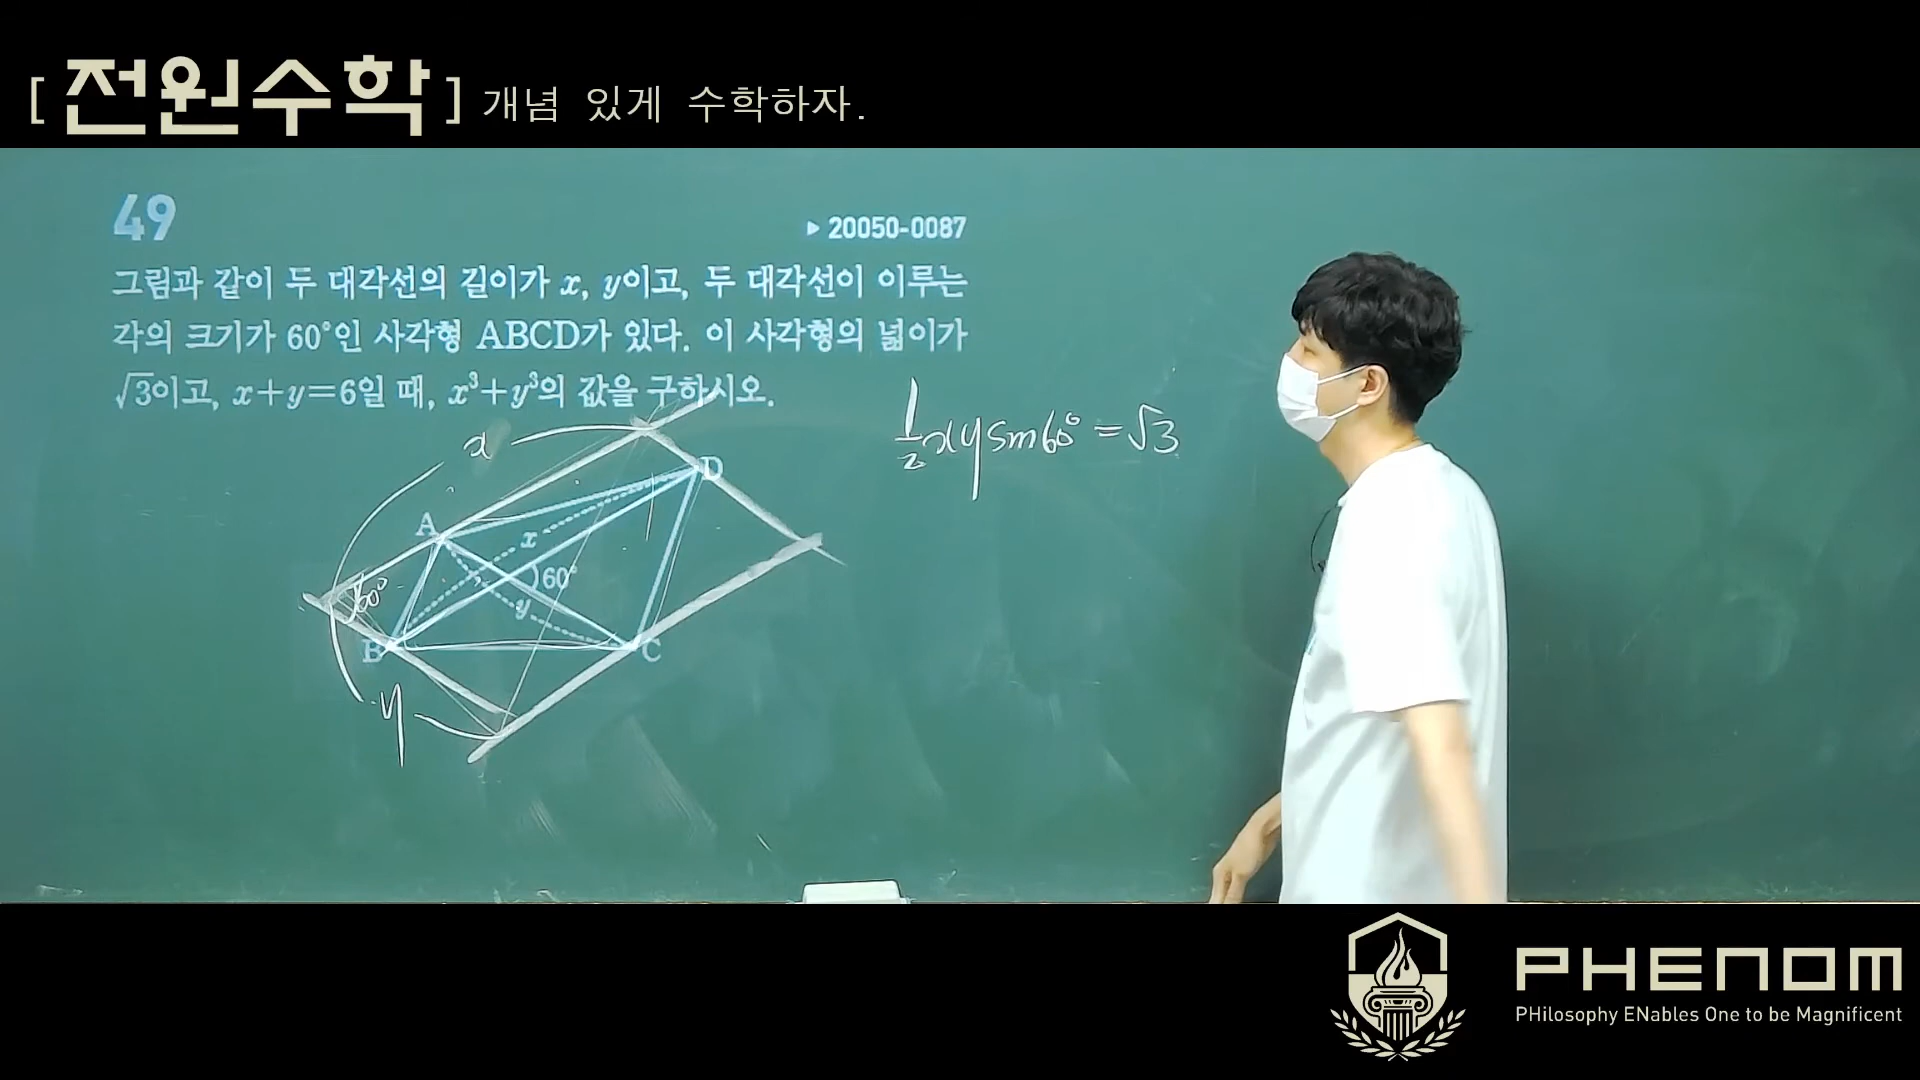 [전원수학] 개념 있게 수학하자.
49
▶ 20050-0087
그림과 같이 두 대각선의 길이가 x, y이고, 두 대각선이 이루는
각의 크기가 60°인 사각형 ABCD가 있다. 이 사각형의 넓이가
√3이고, x+y=6일 때, x³+y³의 값을 구하시오.
1/2 xy sin60° = √3
x
D
A
x
60°
60°
y
B
C
y
PHENOM
PHilosophy ENables One to be Magnificent